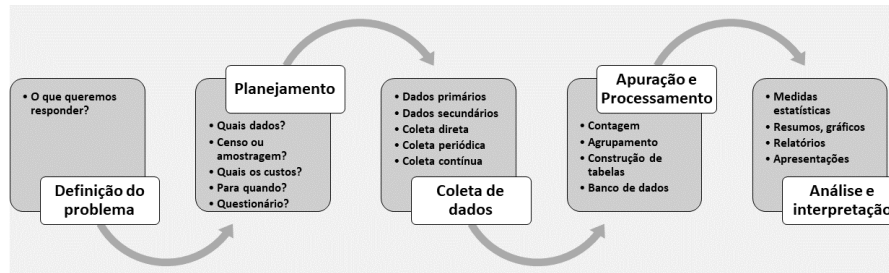 • O que queremos
responder?
Definição do
problema
Planejamento
• Quais dados?
• Censo ou
amostragem?
• Quais os custos?
• Para quando?
• Questionário?
• Dados primários
• Dados secundários
• Coleta direta
• Coleta periódica
• Coleta contínua
Coleta de
dados
Apuração e
Processamento
• Contagem
• Agrupamento
• Construção de
tabelas
• Banco de dados
• Medidas
estatísticas
• Resumos, gráficos
• Relatórios
• Apresentações
Análise e
interpretação